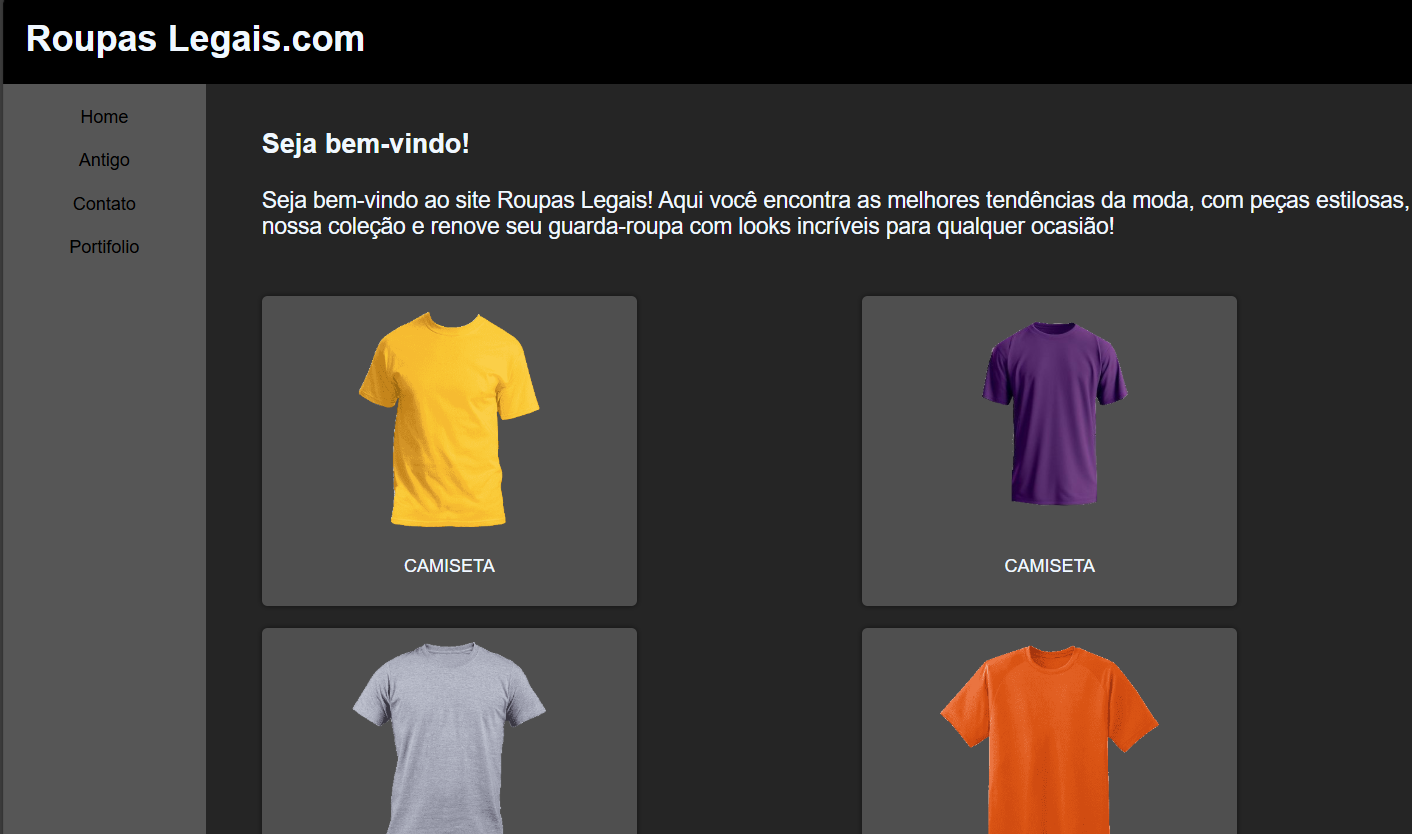 Roupas Legais.com
Home
Antigo
Contato
Portifolio
Seja bem-vindo!
Seja bem-vindo ao site Roupas Legais! Aqui você encontra as melhores tendências da moda, com peças estilosas,
nossa coleção e renove seu guarda-roupa com looks incríveis para qualquer ocasião!
CAMISETA
CAMISETA